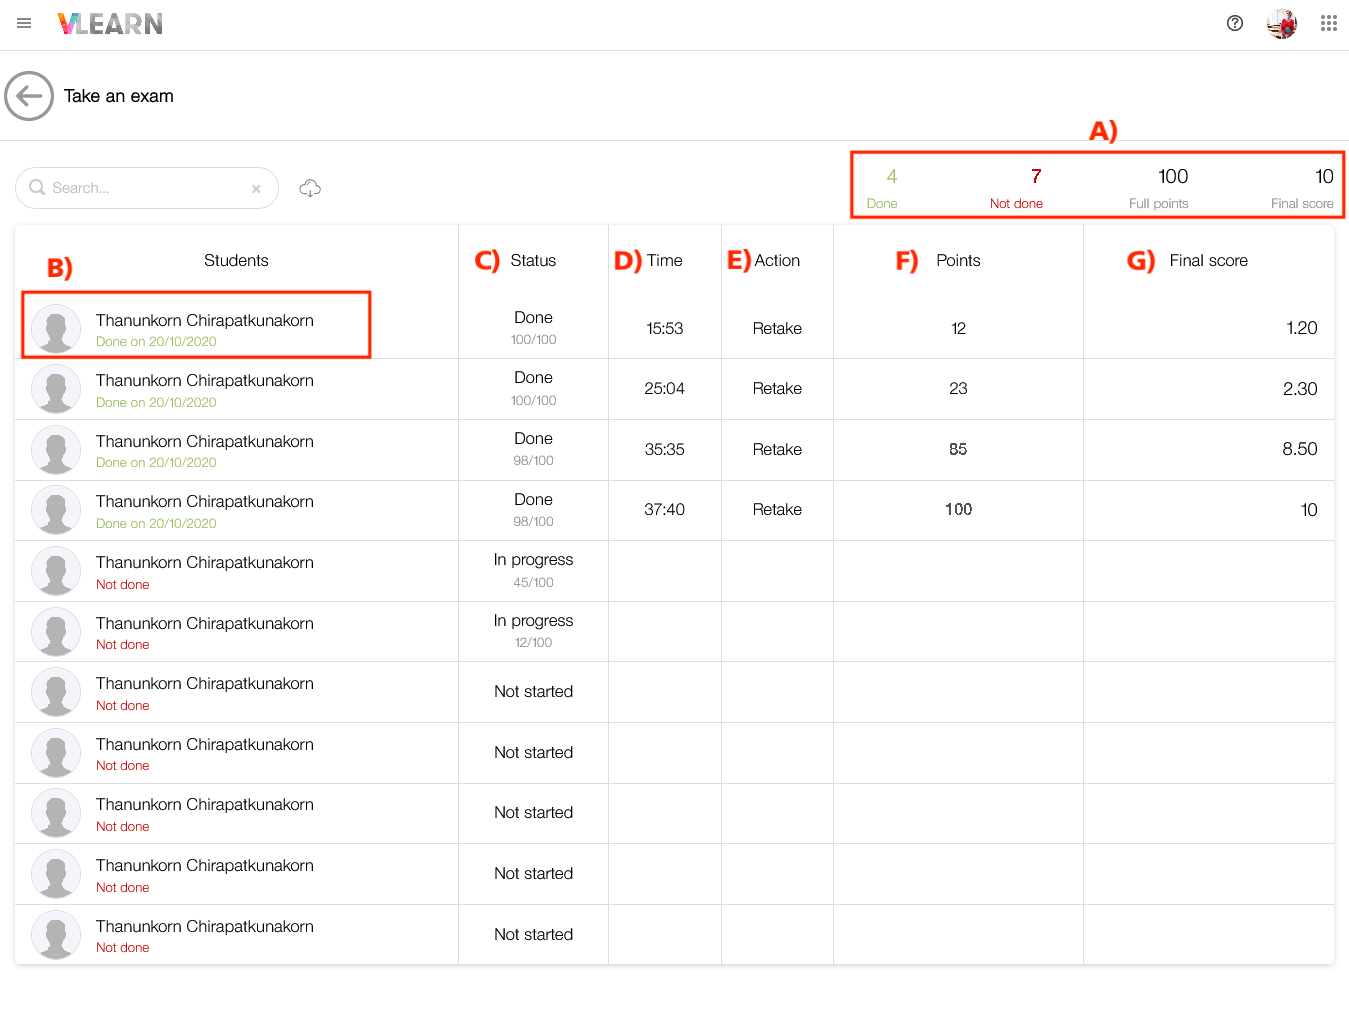 VLEARN
Take an exam
A)
Search...
4 7 100 10
Done Not done Full points Final score
B) Students C) Status D) Time E) Action F) Points G) Final score
Thanunkorn Chirapatkunakorn Done 15:53 Retake 12 1.20
Done on 20/10/2020 100/100
Thanunkorn Chirapatkunakorn Done 25:04 Retake 23 2.30
Done on 20/10/2020 100/100
Thanunkorn Chirapatkunakorn Done 35:35 Retake 85 8.50
Done on 20/10/2020 98/100
Thanunkorn Chirapatkunakorn Done 37:40 Retake 100 10
Done on 20/10/2020 98/100
Thanunkorn Chirapatkunakorn In progress
Not done 45/100
Thanunkorn Chirapatkunakorn In progress
Not done 12/100
Thanunkorn Chirapatkunakorn Not started
Not done
Thanunkorn Chirapatkunakorn Not started
Not done
Thanunkorn Chirapatkunakorn Not started
Not done
Thanunkorn Chirapatkunakorn Not started
Not done
Thanunkorn Chirapatkunakorn Not started
Not done